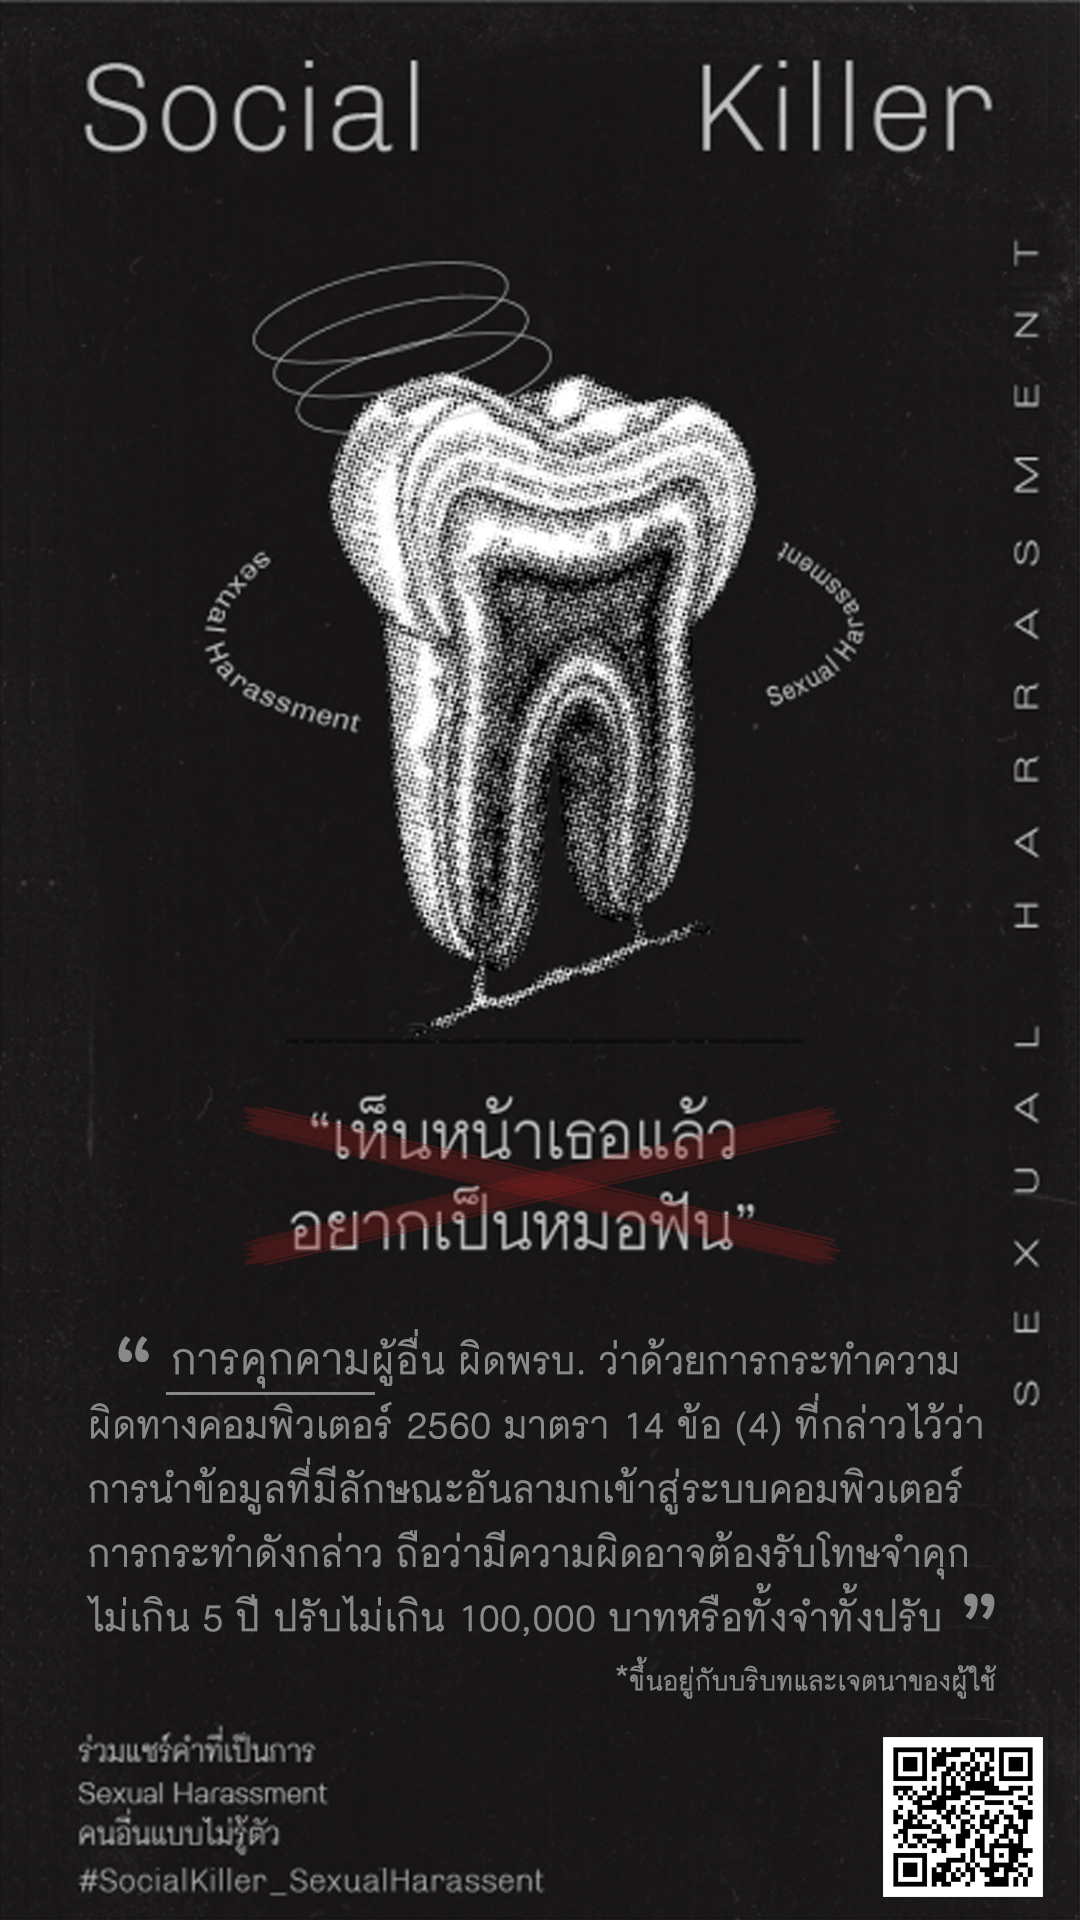 Social Killer
SEXUAL HARRASMENT
sexual Harassment
Sexual Harassment
“เห็นหน้าเธอแล้ว
อยากเป็นหมอฟัน”
“ การคุกคามผู้อื่น ผิดพรบ. ว่าด้วยการกระทำความ
ผิดทางคอมพิวเตอร์ 2560 มาตรา 14 ข้อ (4) ที่กล่าวไว้ว่า
การนำข้อมูลที่มีลักษณะอันลามกเข้าสู่ระบบคอมพิวเตอร์
การกระทำดังกล่าว ถือว่ามีความผิดอาจต้องรับโทษจำคุก
ไม่เกิน 5 ปี ปรับไม่เกิน 100,000 บาทหรือทั้งจำทั้งปรับ ”
*ขึ้นอยู่กับบริบทและเจตนาของผู้ใช้
ร่วมแชร์คำที่เป็นการ
Sexual Harassment
คนอื่นแบบไม่รู้ตัว
#SocialKiller_SexualHarassent